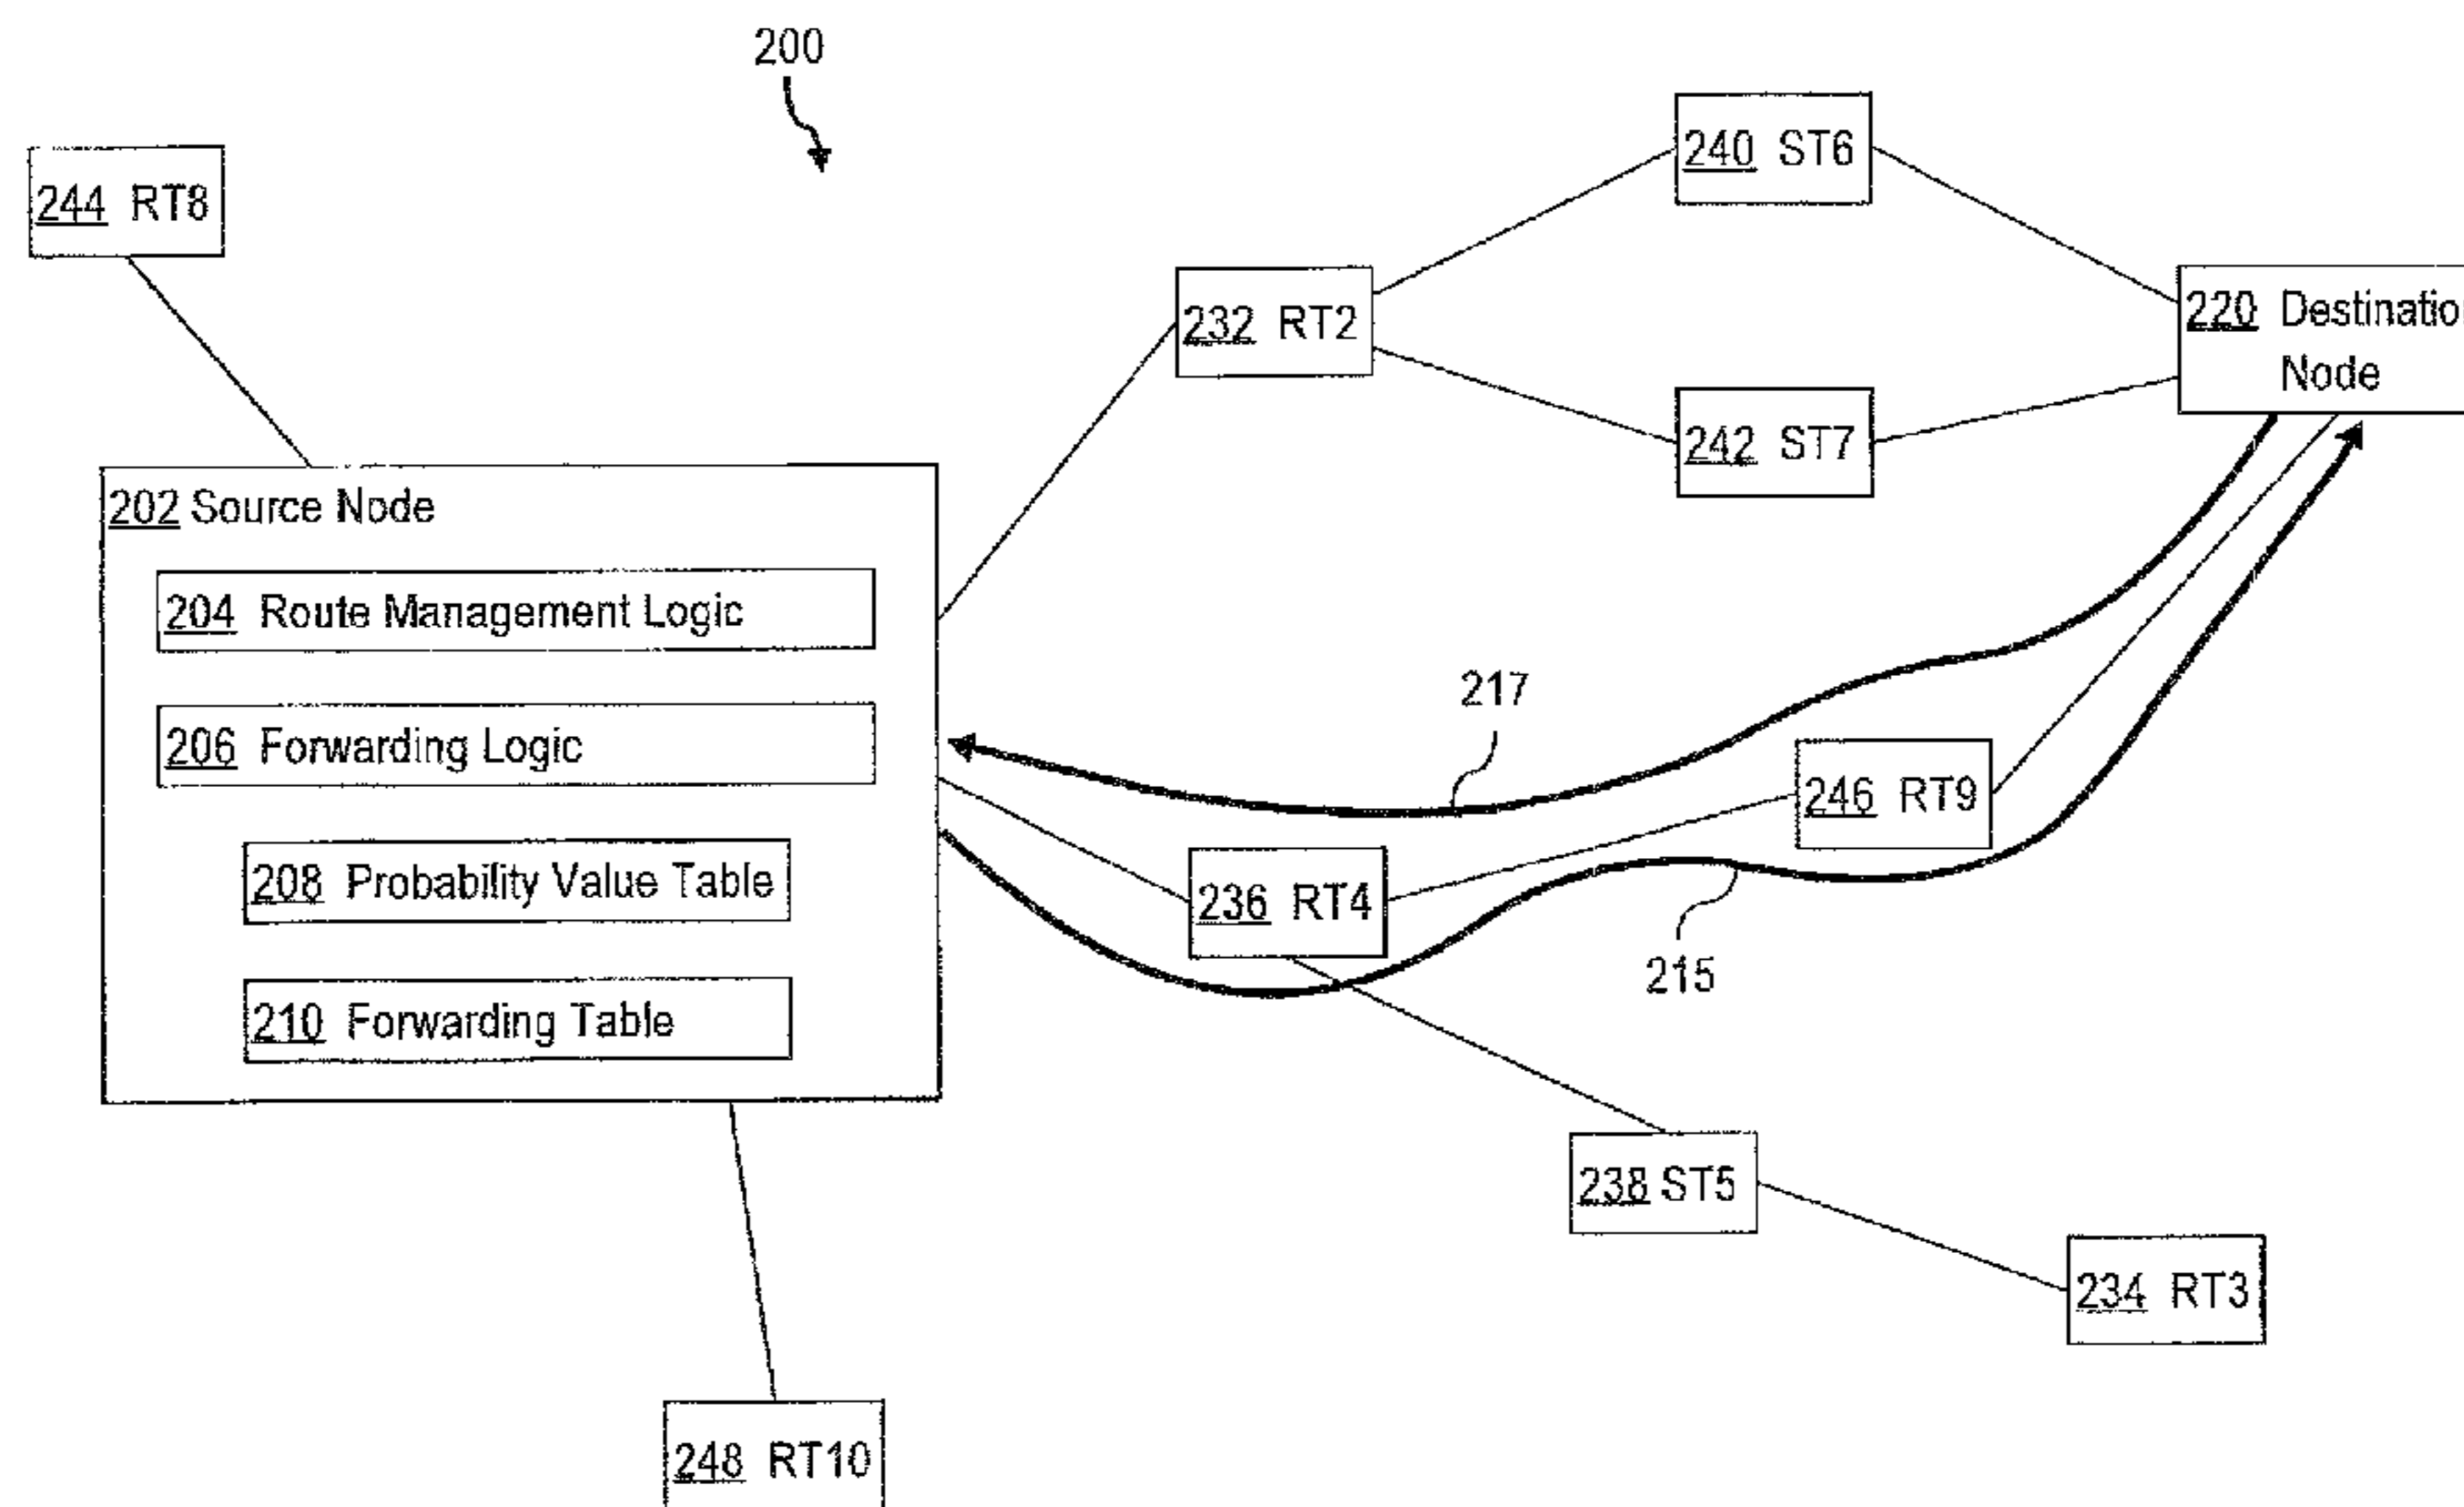 200
244 RT8
240 ST6
232 RT2
220 Destinatio
Node
242 ST7
202 Source Node
204 Route Management Logic
217
206 Forwarding Logic
246 RT9
208 Probability Value Table
236 RT4
215
210 Forwarding Table
238 ST5
234 RT3
248 RT10